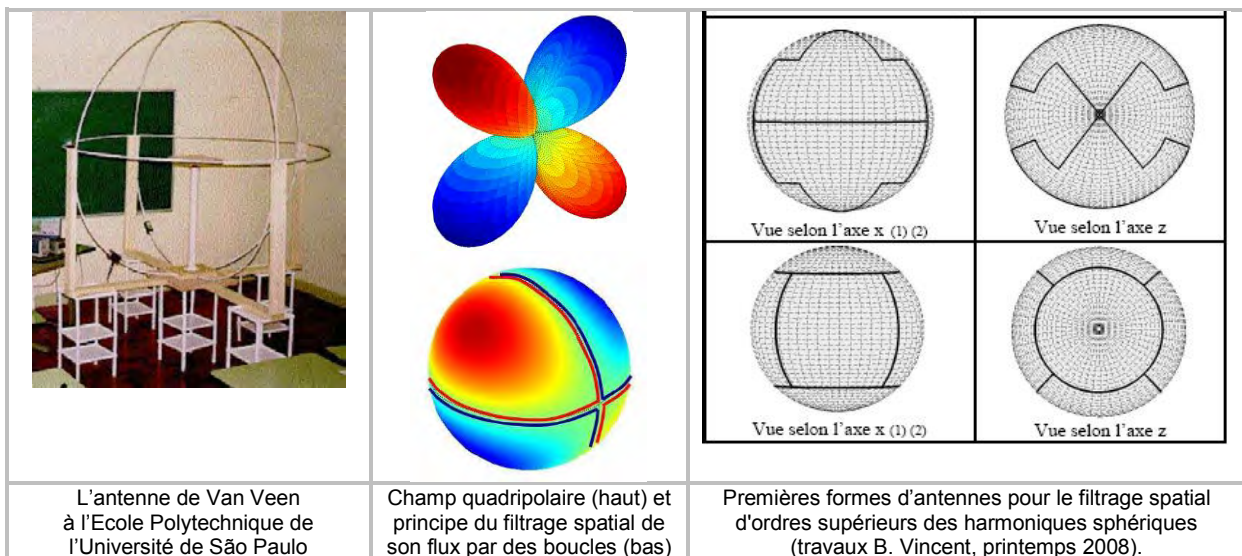 Vue selon l'axe x (1) (2)
Vue selon l'axe z
Vue selon l'axe x (1) (2)
Vue selon l'axe z
L'antenne de Van Veen
à l'Ecole Polytechnique de
l'Université de São Paulo
Champ quadripolaire (haut) et
principe du filtrage spatial de
son flux par des boucles (bas)
Premières formes d'antennes pour le filtrage spatial
d'ordres supérieurs des harmoniques sphériques
(travaux B. Vincent, printemps 2008).